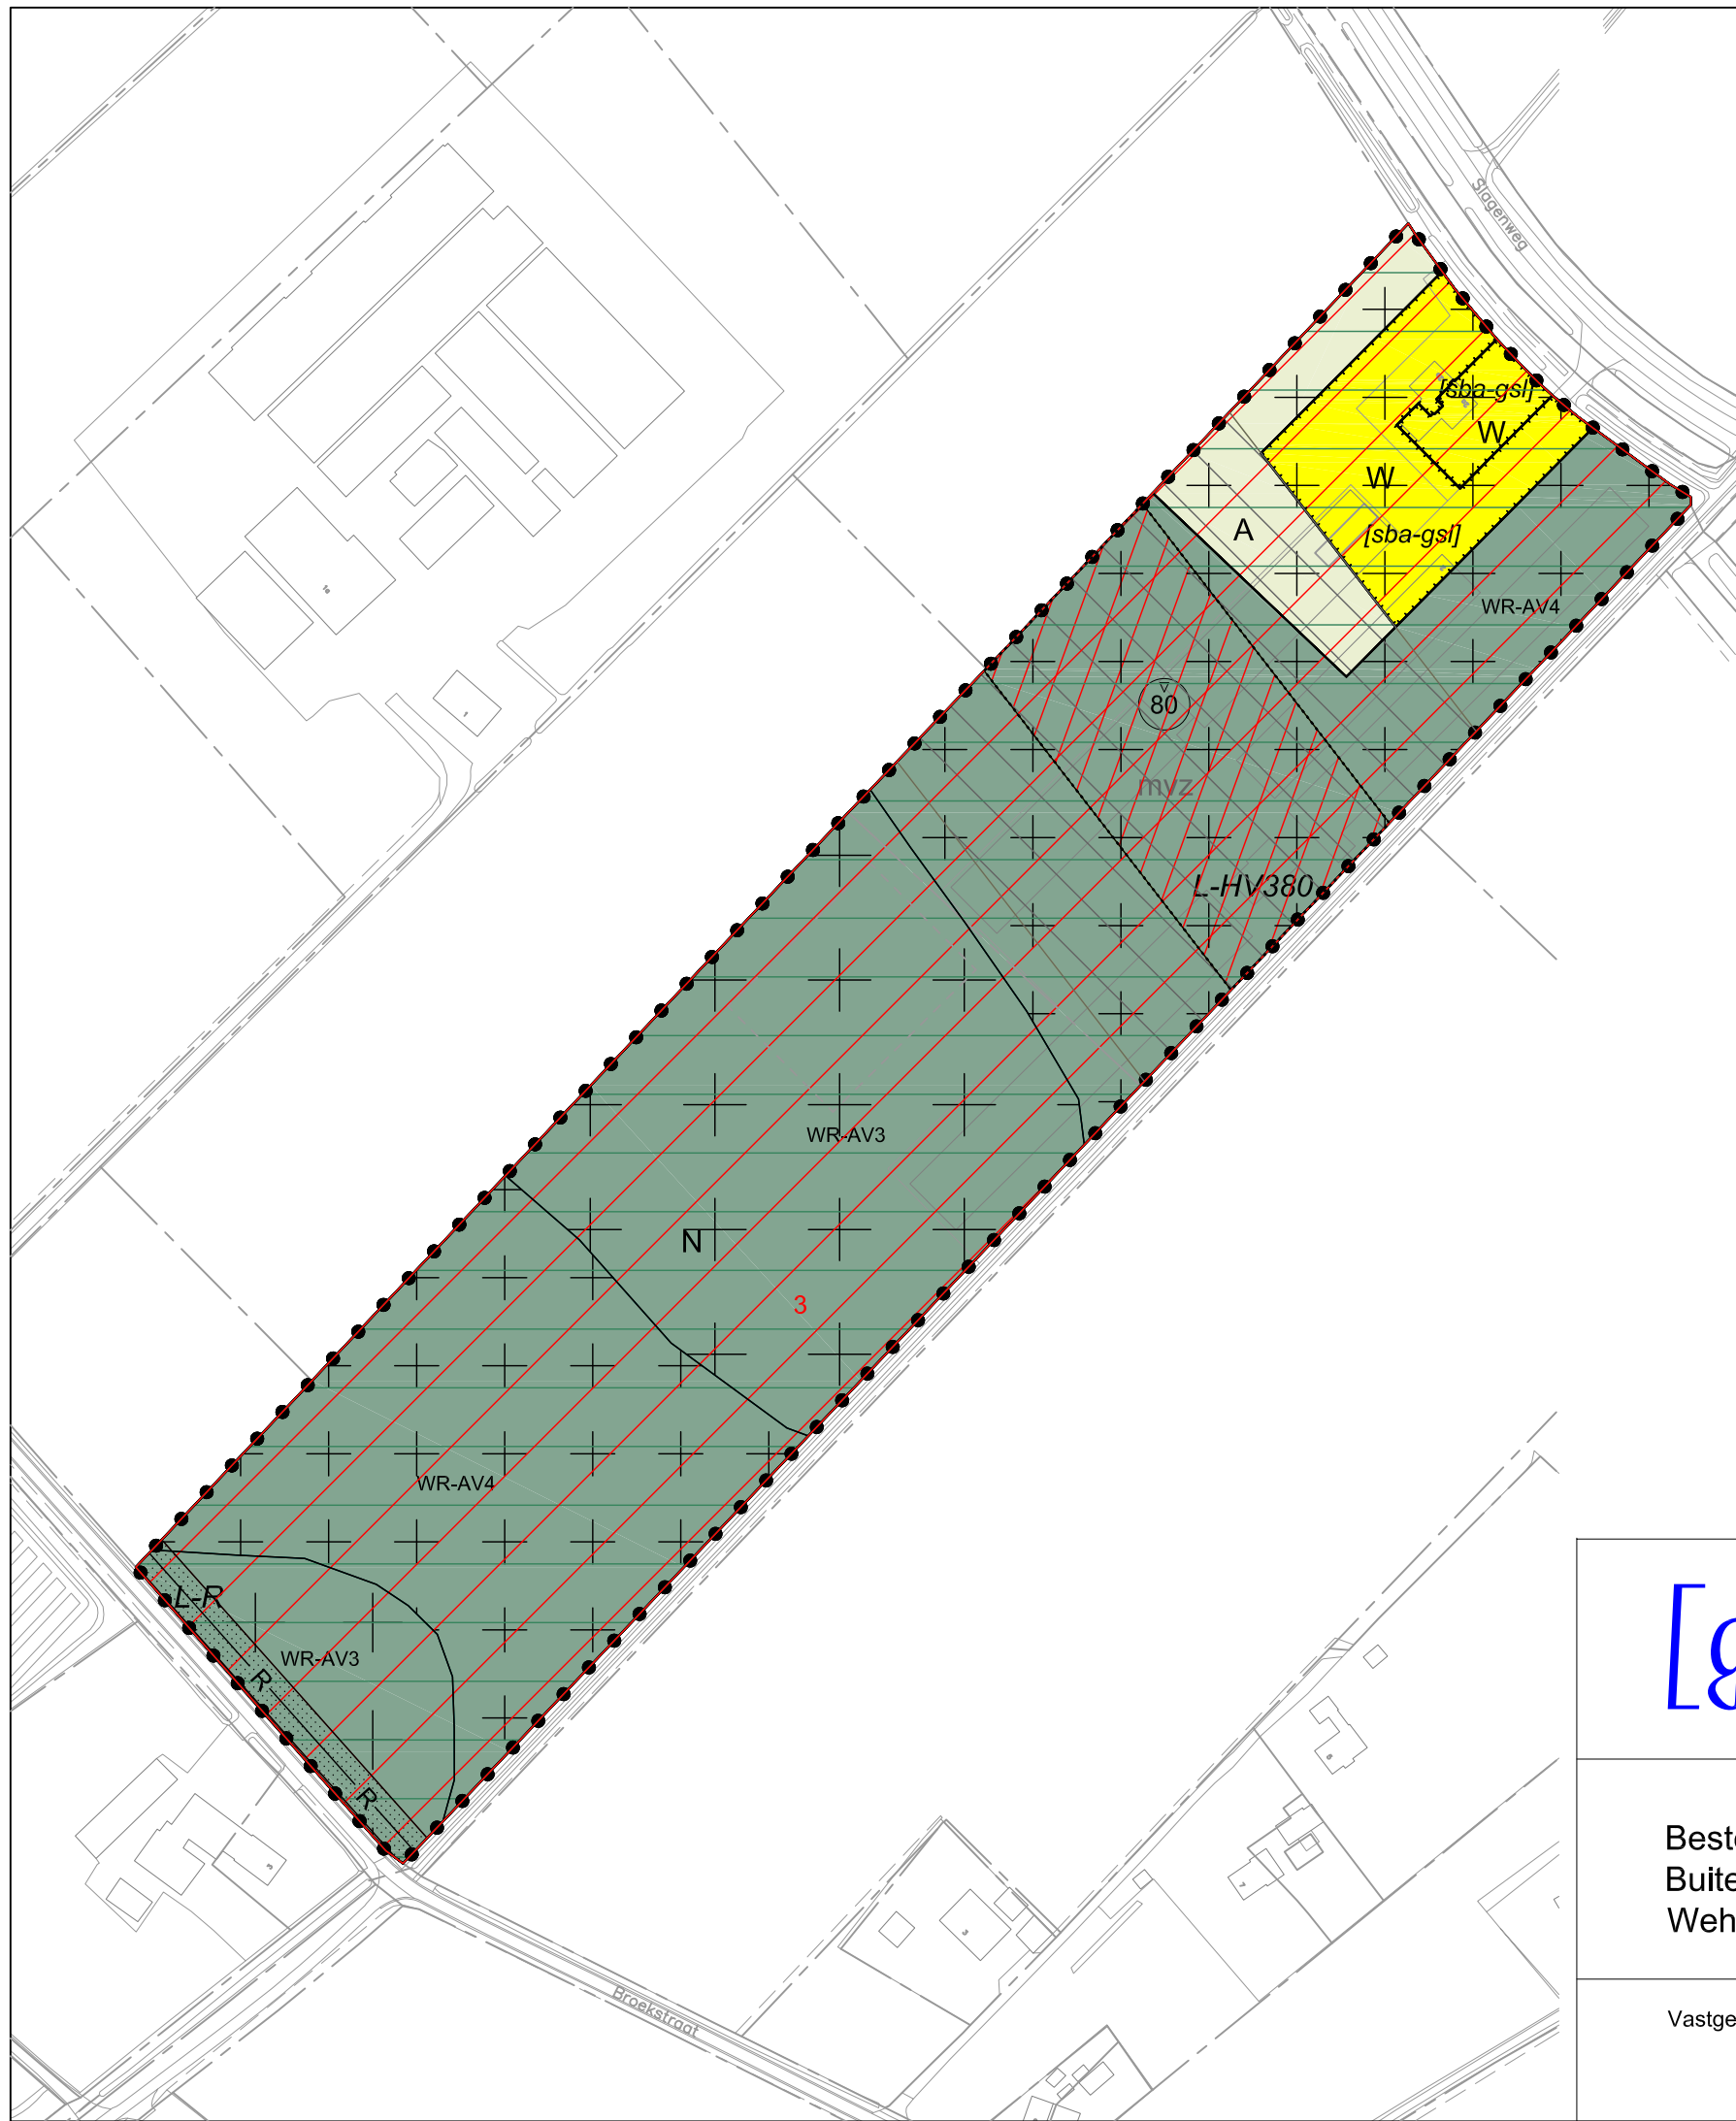 Slagenweg
[sba-gsl]
W
W
[sba-gsl]
A
WR-AV4
80
mvz
L-HV380
WR-AV3
N
3
WR-AV4
L-R
WR-AV3
R
R
Broekstraat
[g
Best
Buite
Weh
Vastge